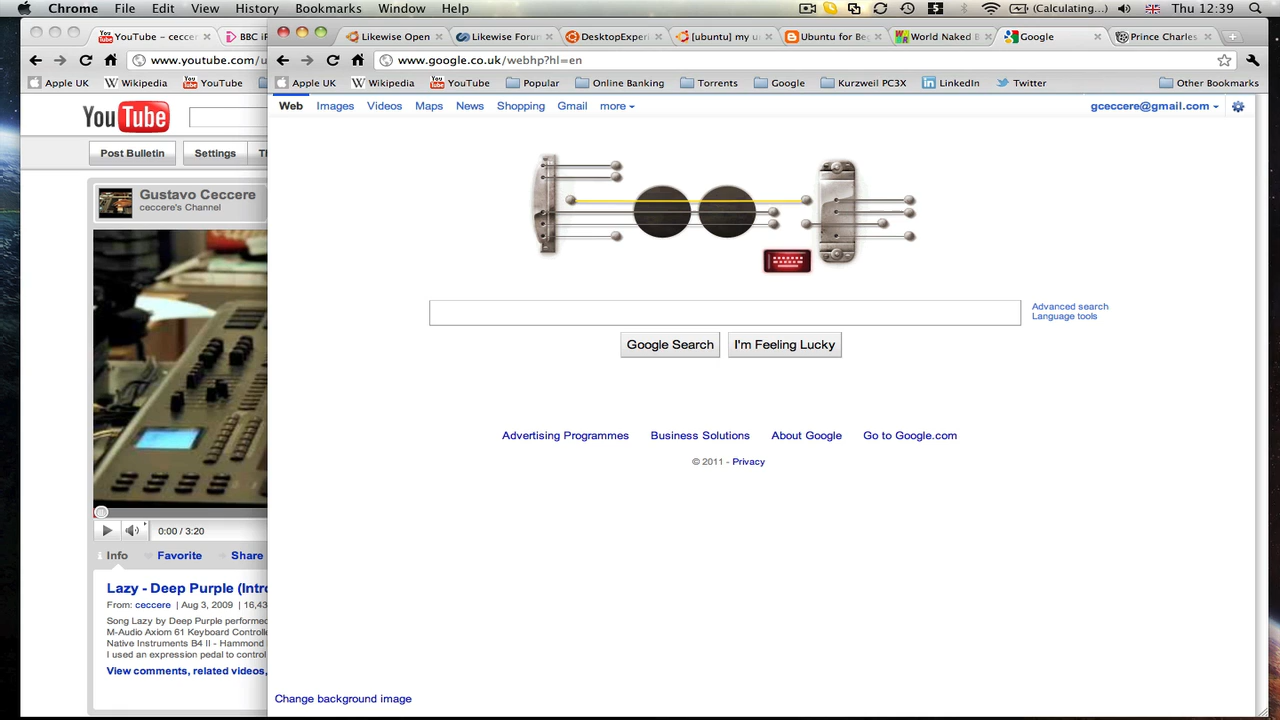 Chrome File Edit View History Bookmarks Window Help (Calculating...) Thu 12:39
YouTube – ceccer BBC iP
Likewise Open Likewise Foru DesktopExperi [ubuntu] my u Ubuntu for Be World Naked B Google Prince Charles
www.youtube.com/u
www.google.co.uk/webhp?hl=en
Apple UK Wikipedia YouTube
Apple UK Wikipedia YouTube Popular Online Banking Torrents Google Kurzweil PC3X LinkedIn Twitter Other Bookmarks
YouTube
Post Bulletin Settings
Gustavo Ceccere
ceccere's Channel
0:00 / 3:20
Info Favorite Share
Lazy - Deep Purple (Intro
From: ceccere | Aug 3, 2009 | 16,43
Song Lazy by Deep Purple performed
M-Audio Axiom 61 Keyboard Controlle
Native Instruments B4 II - Hammond
I used an expression pedal to control
View comments, related videos,
Web Images Videos Maps News Shopping Gmail more
gceccere@gmail.com
Advanced search
Language tools
Google Search I'm Feeling Lucky
Advertising Programmes Business Solutions About Google Go to Google.com
© 2011 - Privacy
Change background image